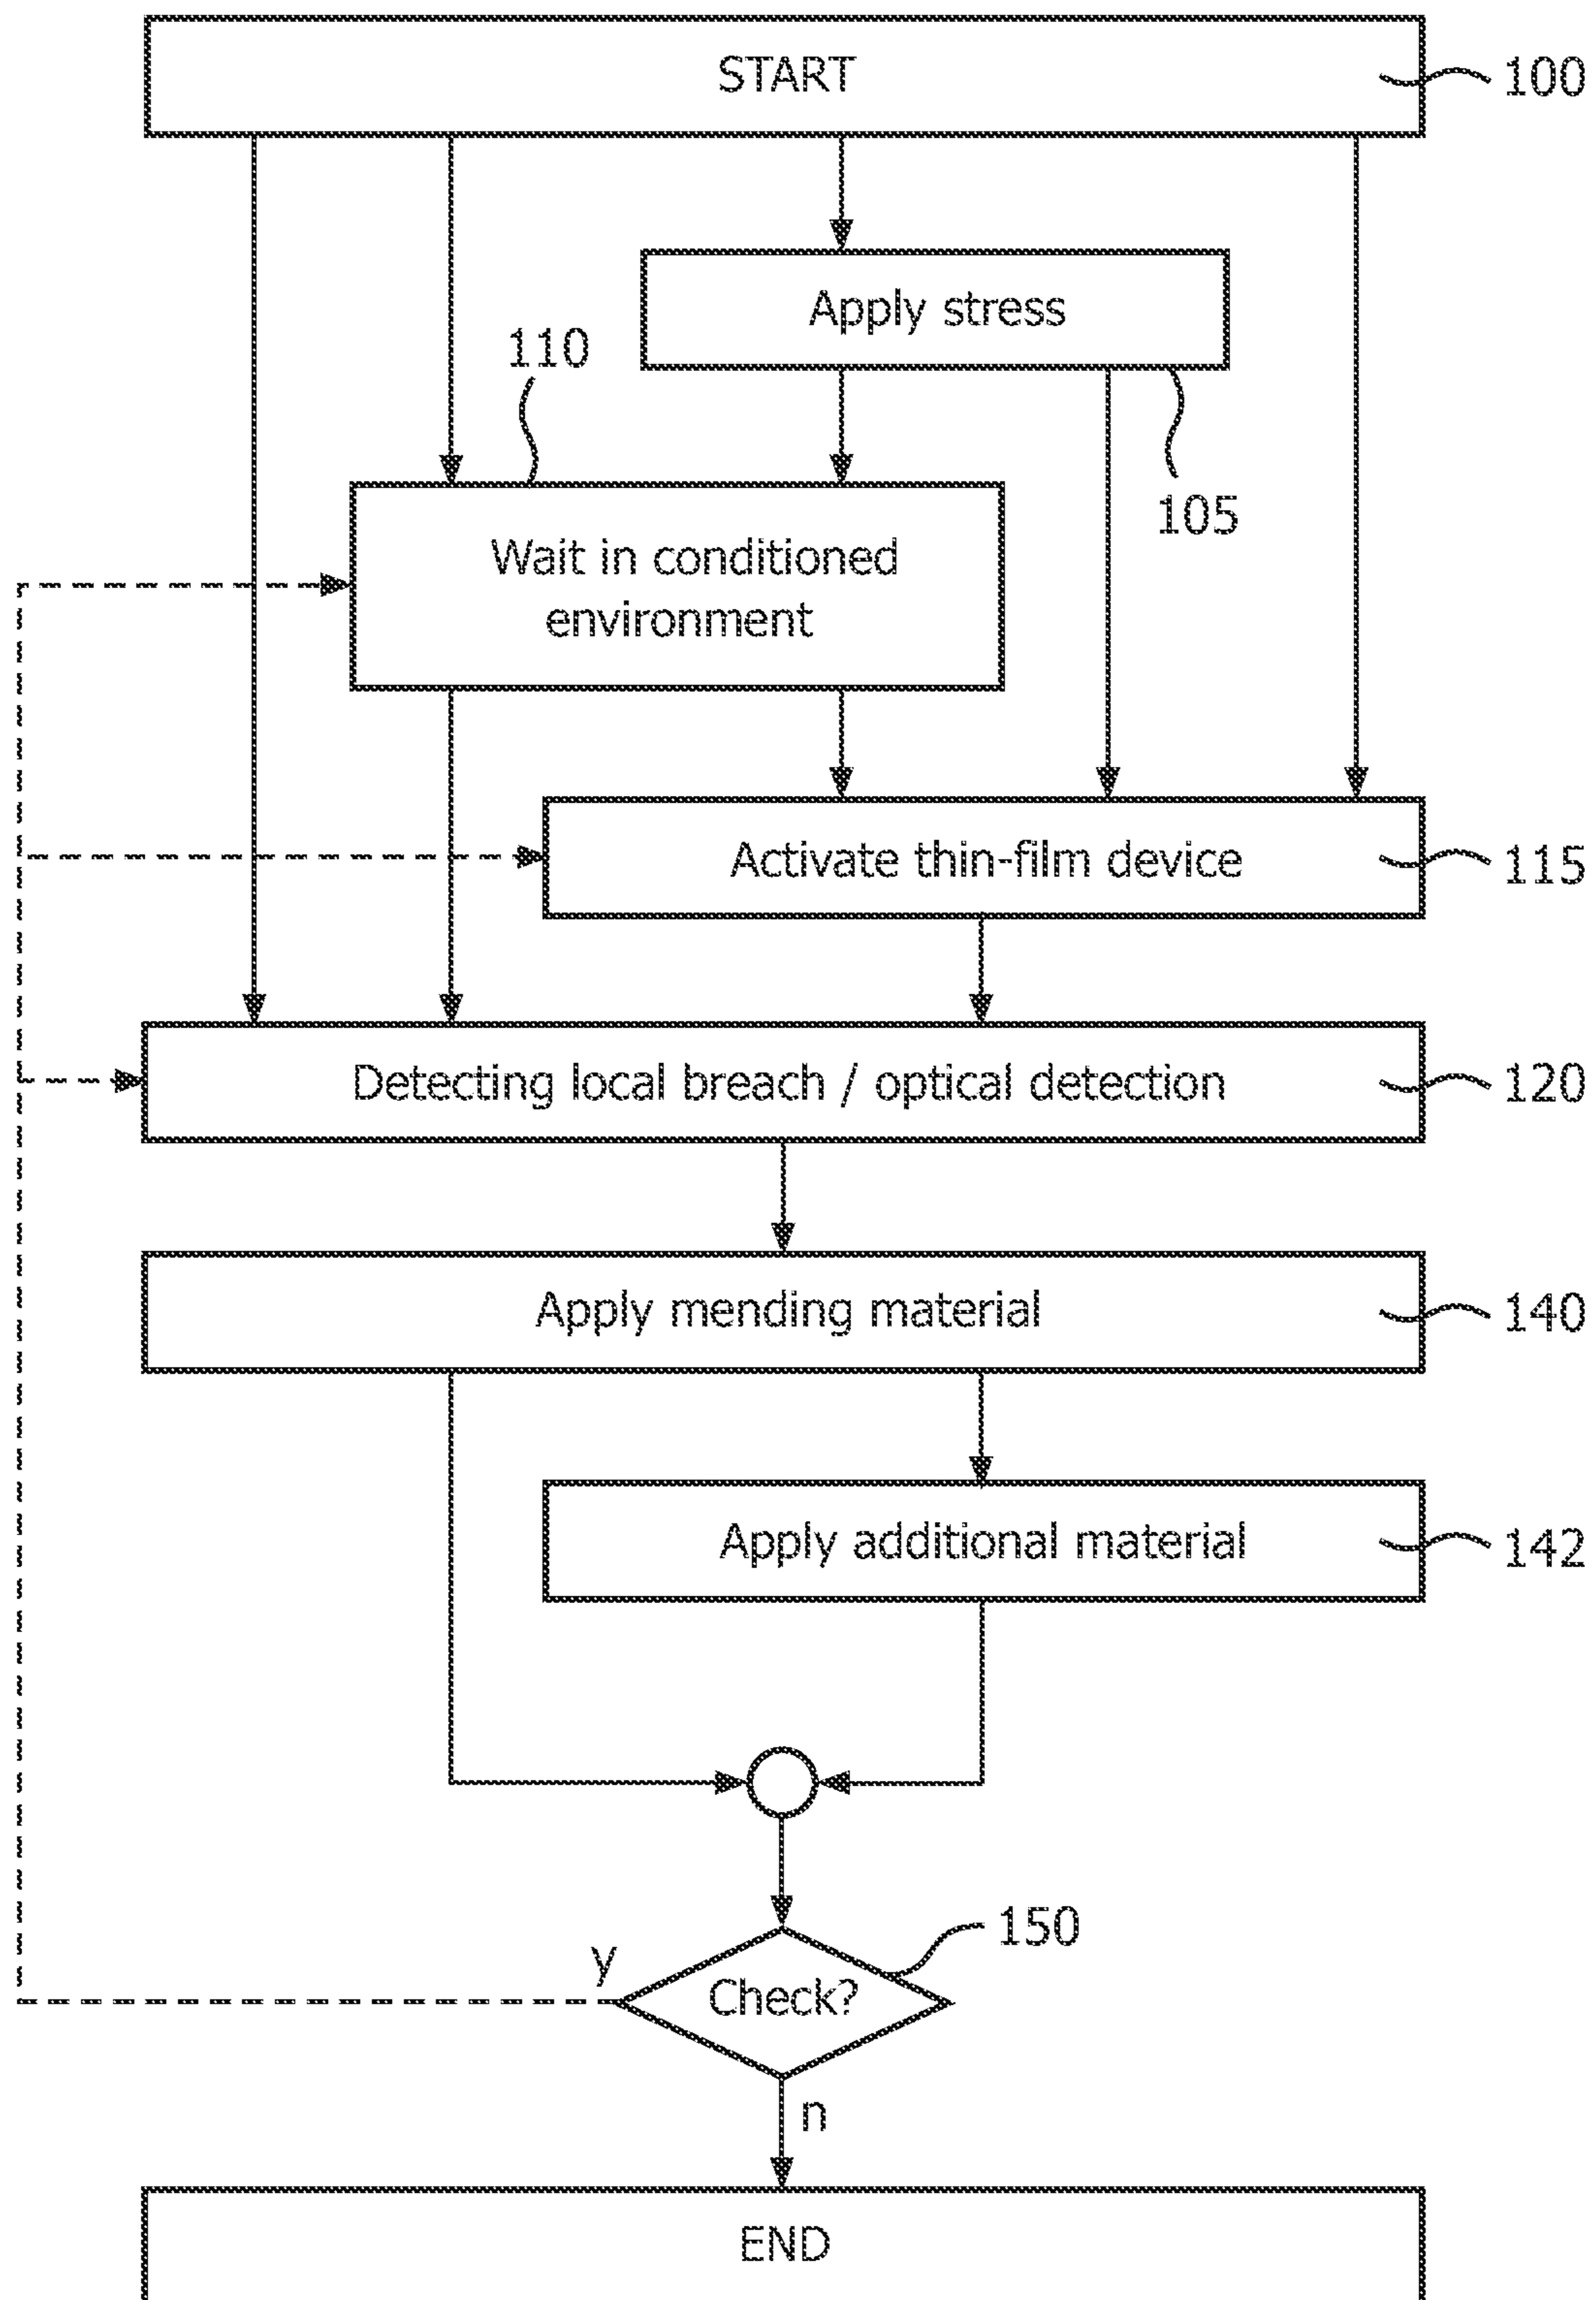 START
100
Apply stress
110
105
Wait in conditioned
environment
Activate thin-film device
115
Detecting local breach / optical detection
120
Apply mending material
140
Apply additional material
142
150
y
Check?
n
END